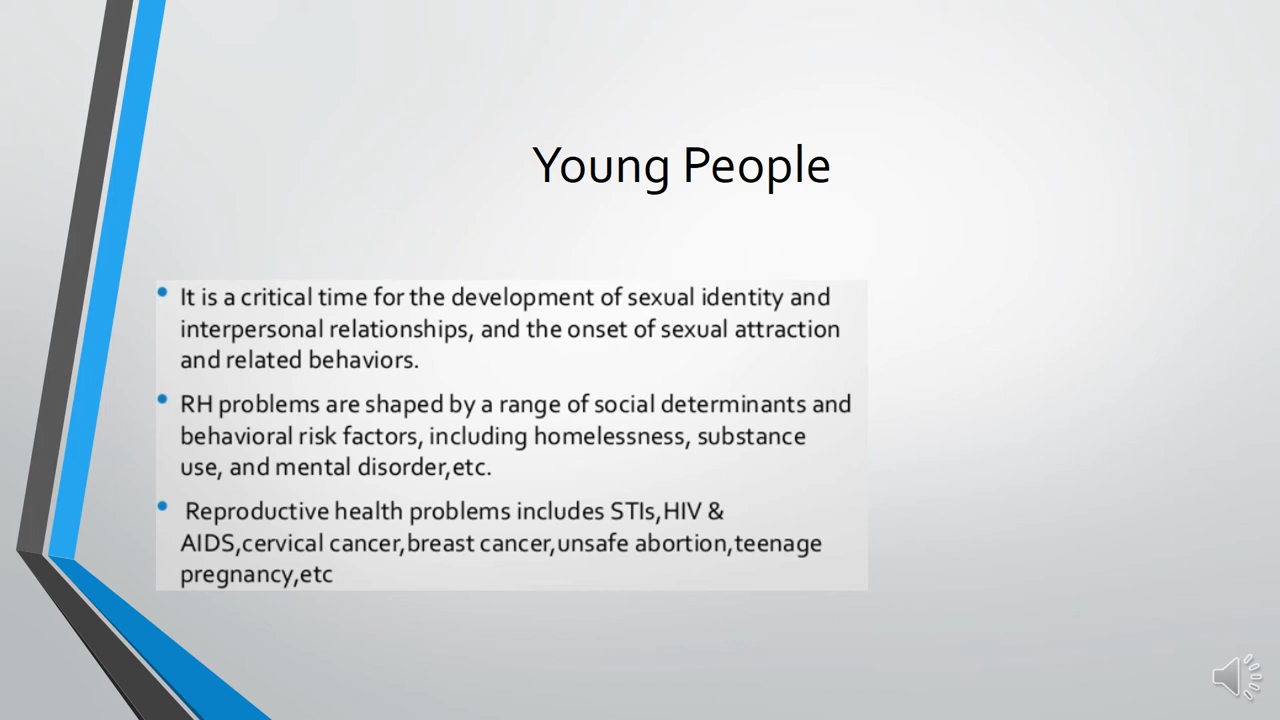 Young People
• It is a critical time for the development of sexual identity and
interpersonal relationships, and the onset of sexual attraction
and related behaviors.
• RH problems are shaped by a range of social determinants and
behavioral risk factors, including homelessness, substance
use, and mental disorder,etc.
• Reproductive health problems includes STIs,HIV &
AIDS,cervical cancer,breast cancer,unsafe abortion,teenage
pregnancy,etc